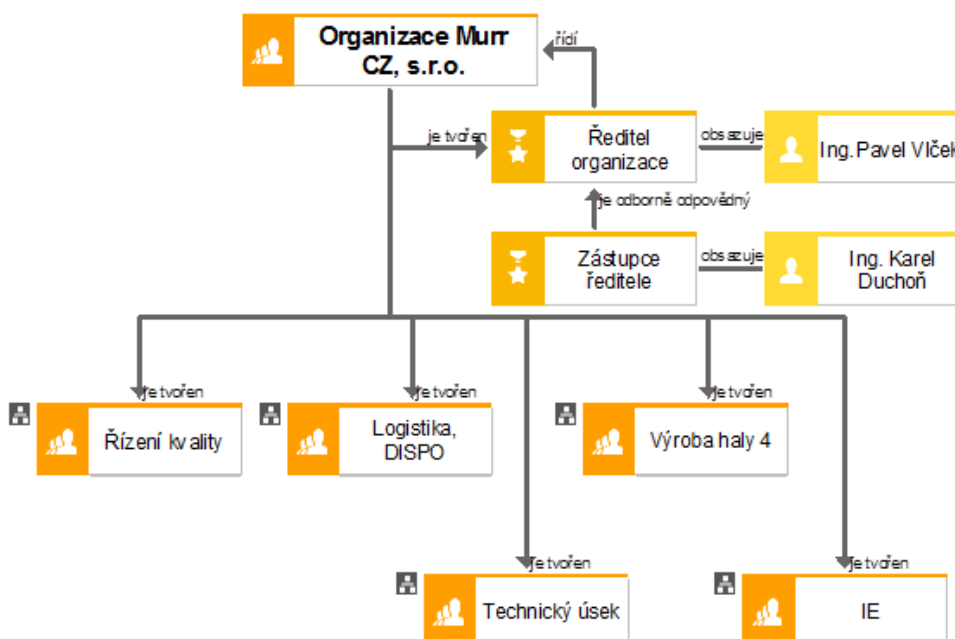 Organizace Murr
CZ, s.r.o.
řídí
je tvořen
Ředitel
organizace
obsazuje
Ing.Pavel Vlček
je odborně odpovědný
Zástupce
ředitele
obsazuje
Ing. Karel
Duchoň
je tvořen
je tvořen
je tvořen
Řízení kvality
Logistika,
DISPO
Výroba haly 4
je tvořen
je tvořen
Technický úsek
IE